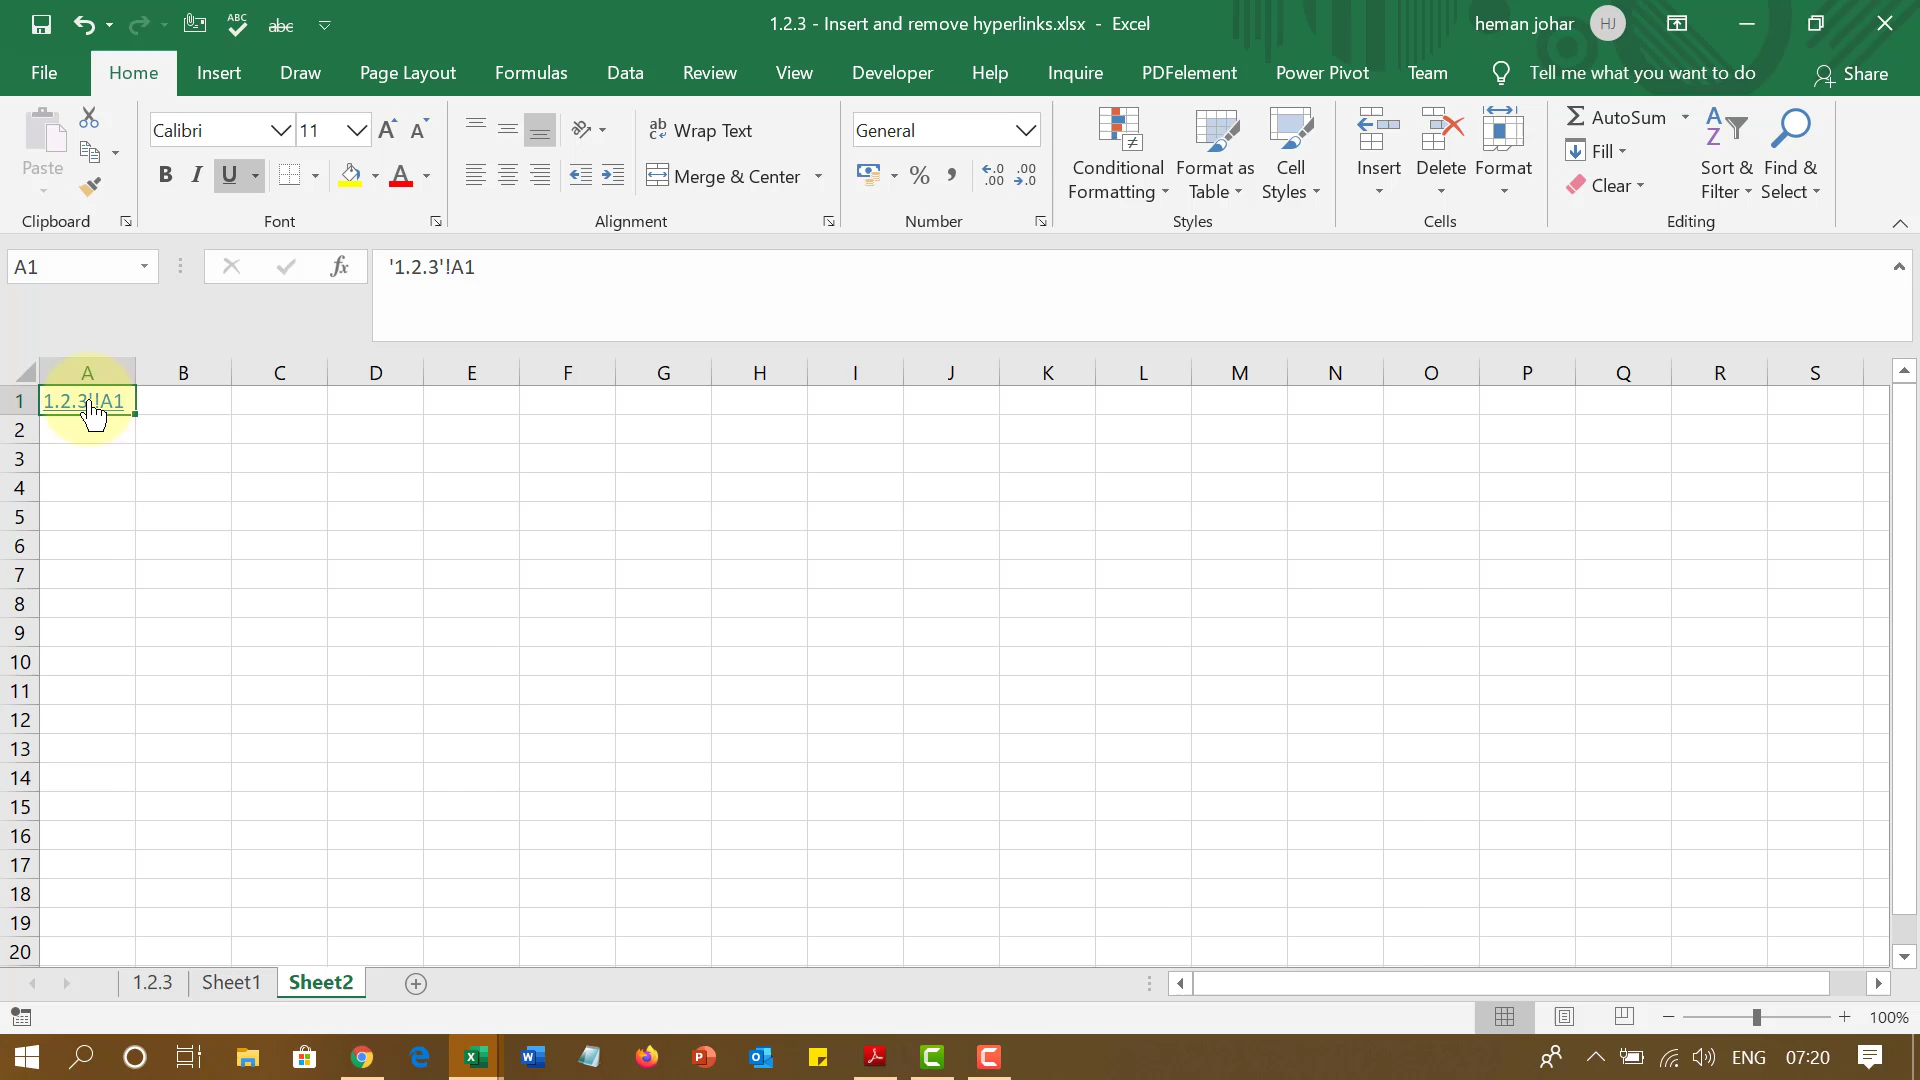 ABC abc 1.2.3 - Insert and remove hyperlinks.xlsx - Excel heman johar HJ
File Home Insert Draw Page Layout Formulas Data Review View Developer Help Inquire PDFelement Power Pivot Team Tell me what you want to do Share
Calibri 11 A A ab Wrap Text General AutoSum
Paste Conditional Format as Cell Insert Delete Format Fill Sort & Find &
B I U A Merge & Center % Formatting Table Styles Clear Filter Select
Clipboard Font Alignment Number Styles Cells Editing
A1 fx '1.2.3'!A1
A B C D E F G H I J K L M N O P Q R S
1 1.2.3'!A1
2
3
4
5
6
7
8
9
10
11
12
13
14
15
16
17
18
19
20
1.2.3 Sheet1 Sheet2
100%
ENG 07:20